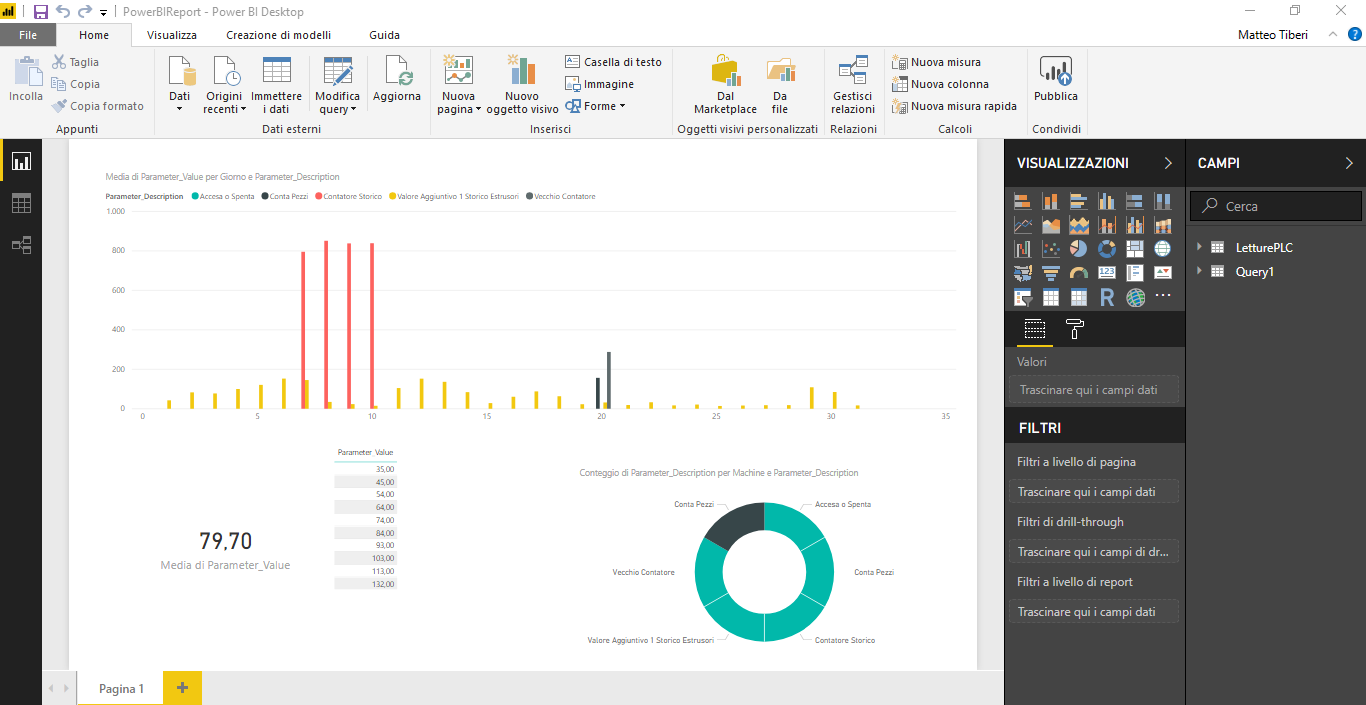 PowerBIReport - Power BI Desktop
File Home Visualizza Creazione di modelli Guida Matteo Tiberi ?
Incolla
Taglia
Copia
Copia formato
Appunti
Dati
Origini recenti
Immettere i dati
Modifica query
Aggiorna
Dati esterni
Nuova pagina
Nuovo oggetto visivo
Casella di testo
Immagine
Forme
Inserisci
Dal Marketplace
Da file
Oggetti visivi personalizzati
Gestisci relazioni
Relazioni
Nuova misura
Nuova colonna
Nuova misura rapida
Calcoli
Pubblica
Condividi
Media di Parameter_Value per Giorno e Parameter_Description
Parameter_Description Accesa o Spenta Conta Pezzi Contatore Storico Valore Aggiuntivo 1 Storico Estrusori Vecchio Contatore
1.000
800
600
400
200
0
0 5 10 15 20 25 30 35
79,70
Media di Parameter_Value
Parameter_Value
35,00
45,00
54,00
64,00
74,00
84,00
93,00
103,00
113,00
132,00
Conteggio di Parameter_Description per Machine e Parameter_Description
Conta Pezzi
Accesa o Spenta
Vecchio Contatore
Conta Pezzi
Valore Aggiuntivo 1 Storico Estrusori
Contatore Storico
Pagina 1 +
VISUALIZZAZIONI
123
R
Valori
Trascinare qui i campi dati
FILTRI
Filtri a livello di pagina
Trascinare qui i campi dati
Filtri di drill-through
Trascinare qui i campi di dr...
Filtri a livello di report
Trascinare qui i campi dati
CAMPI
Cerca
LetturePLC
Query1